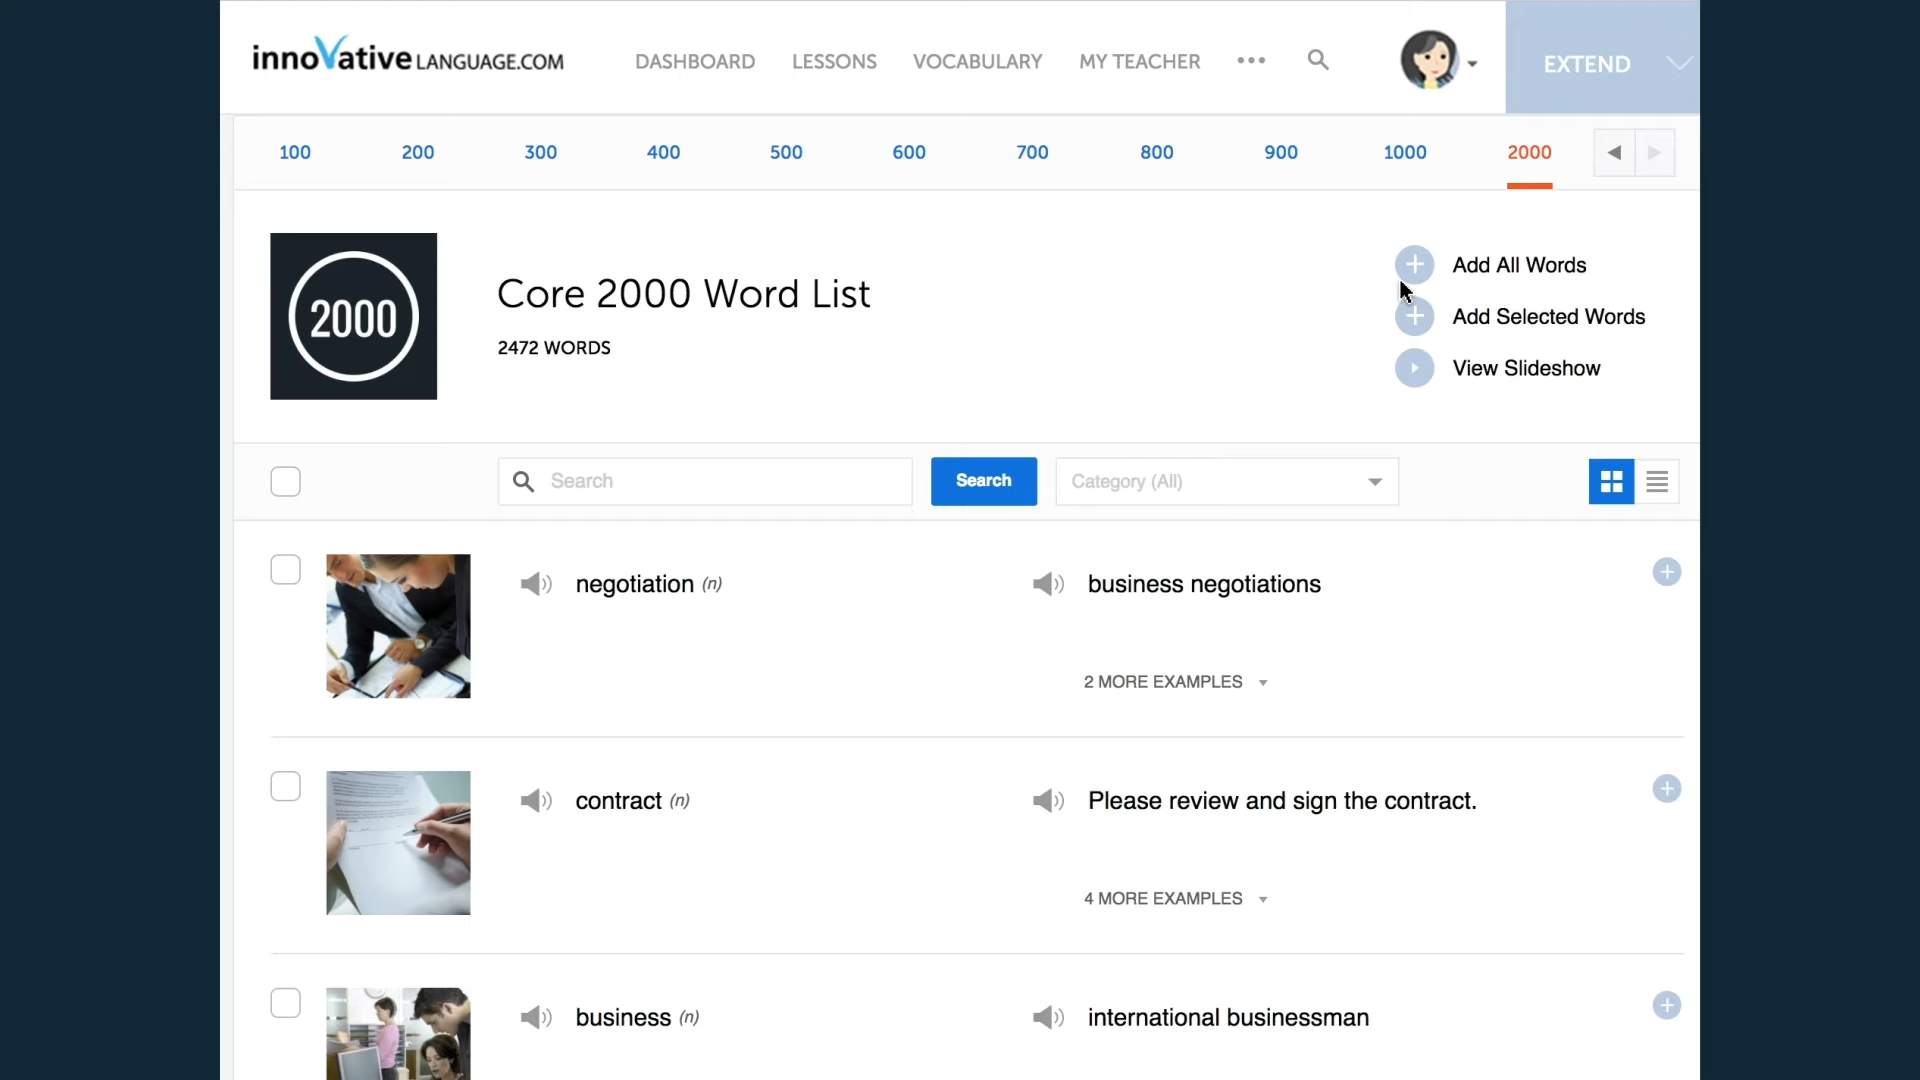 innoVative LANGUAGE.COM
DASHBOARD
LESSONS
VOCABULARY
MY TEACHER
EXTEND
100
200
300
400
500
600
700
800
900
1000
2000
2000
Core 2000 Word List
2472 WORDS
Add All Words
Add Selected Words
View Slideshow
Search
Search
Category (All)
negotiation (n)
business negotiations
2 MORE EXAMPLES
contract (n)
Please review and sign the contract.
4 MORE EXAMPLES
business (n)
international businessman